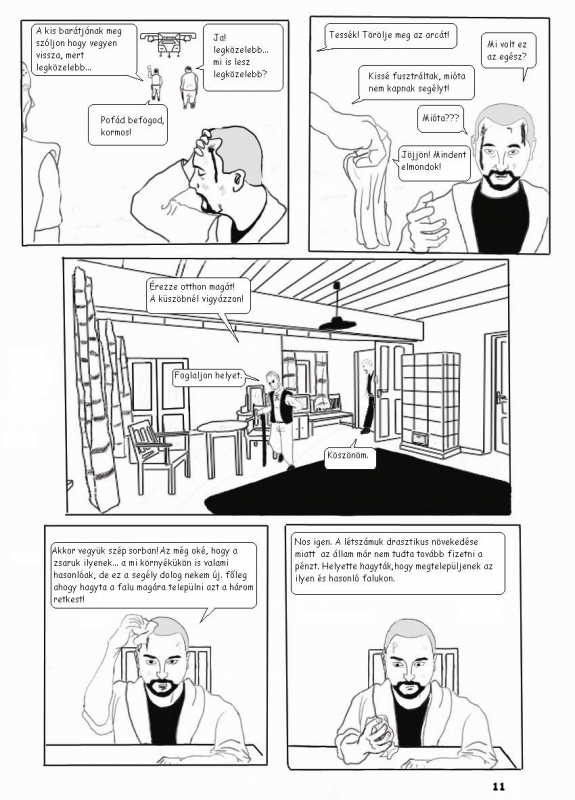 A kis barátjának meg
szóljon hogy vegyen
vissza, mert
legközelebb...
Ja!
legközelebb...
mi is lesz
legközelebb?
Pofád befogod,
kormos!
Tessék! Törölje meg az arcát!
Mi volt ez
az egész?
Kissé fusztráltak, mióta
nem kapnak segélyt!
Mióta???
Jöjjön! Mindent
elmondok!
Érezze otthon magát!
A küszöbnél vigyázzon!
Foglaljon helyet.
Köszönöm.
Akkor vegyük szép sorban! Az még oké, hogy a
zsaruk ilyenek... a mi környékükön is valami
hasonlóak, de ez a segély dolog nekem új. főleg
ahogy hagyta a falu magára települni azt a három
retkest!
Nos igen. A létszámuk drasztikus növekedése
miatt az állam már nem tudta tovább fizetni a
pénzt. Helyette hagyták,hogy megtelepüljenek az
ilyen és hasonló falukon.
11